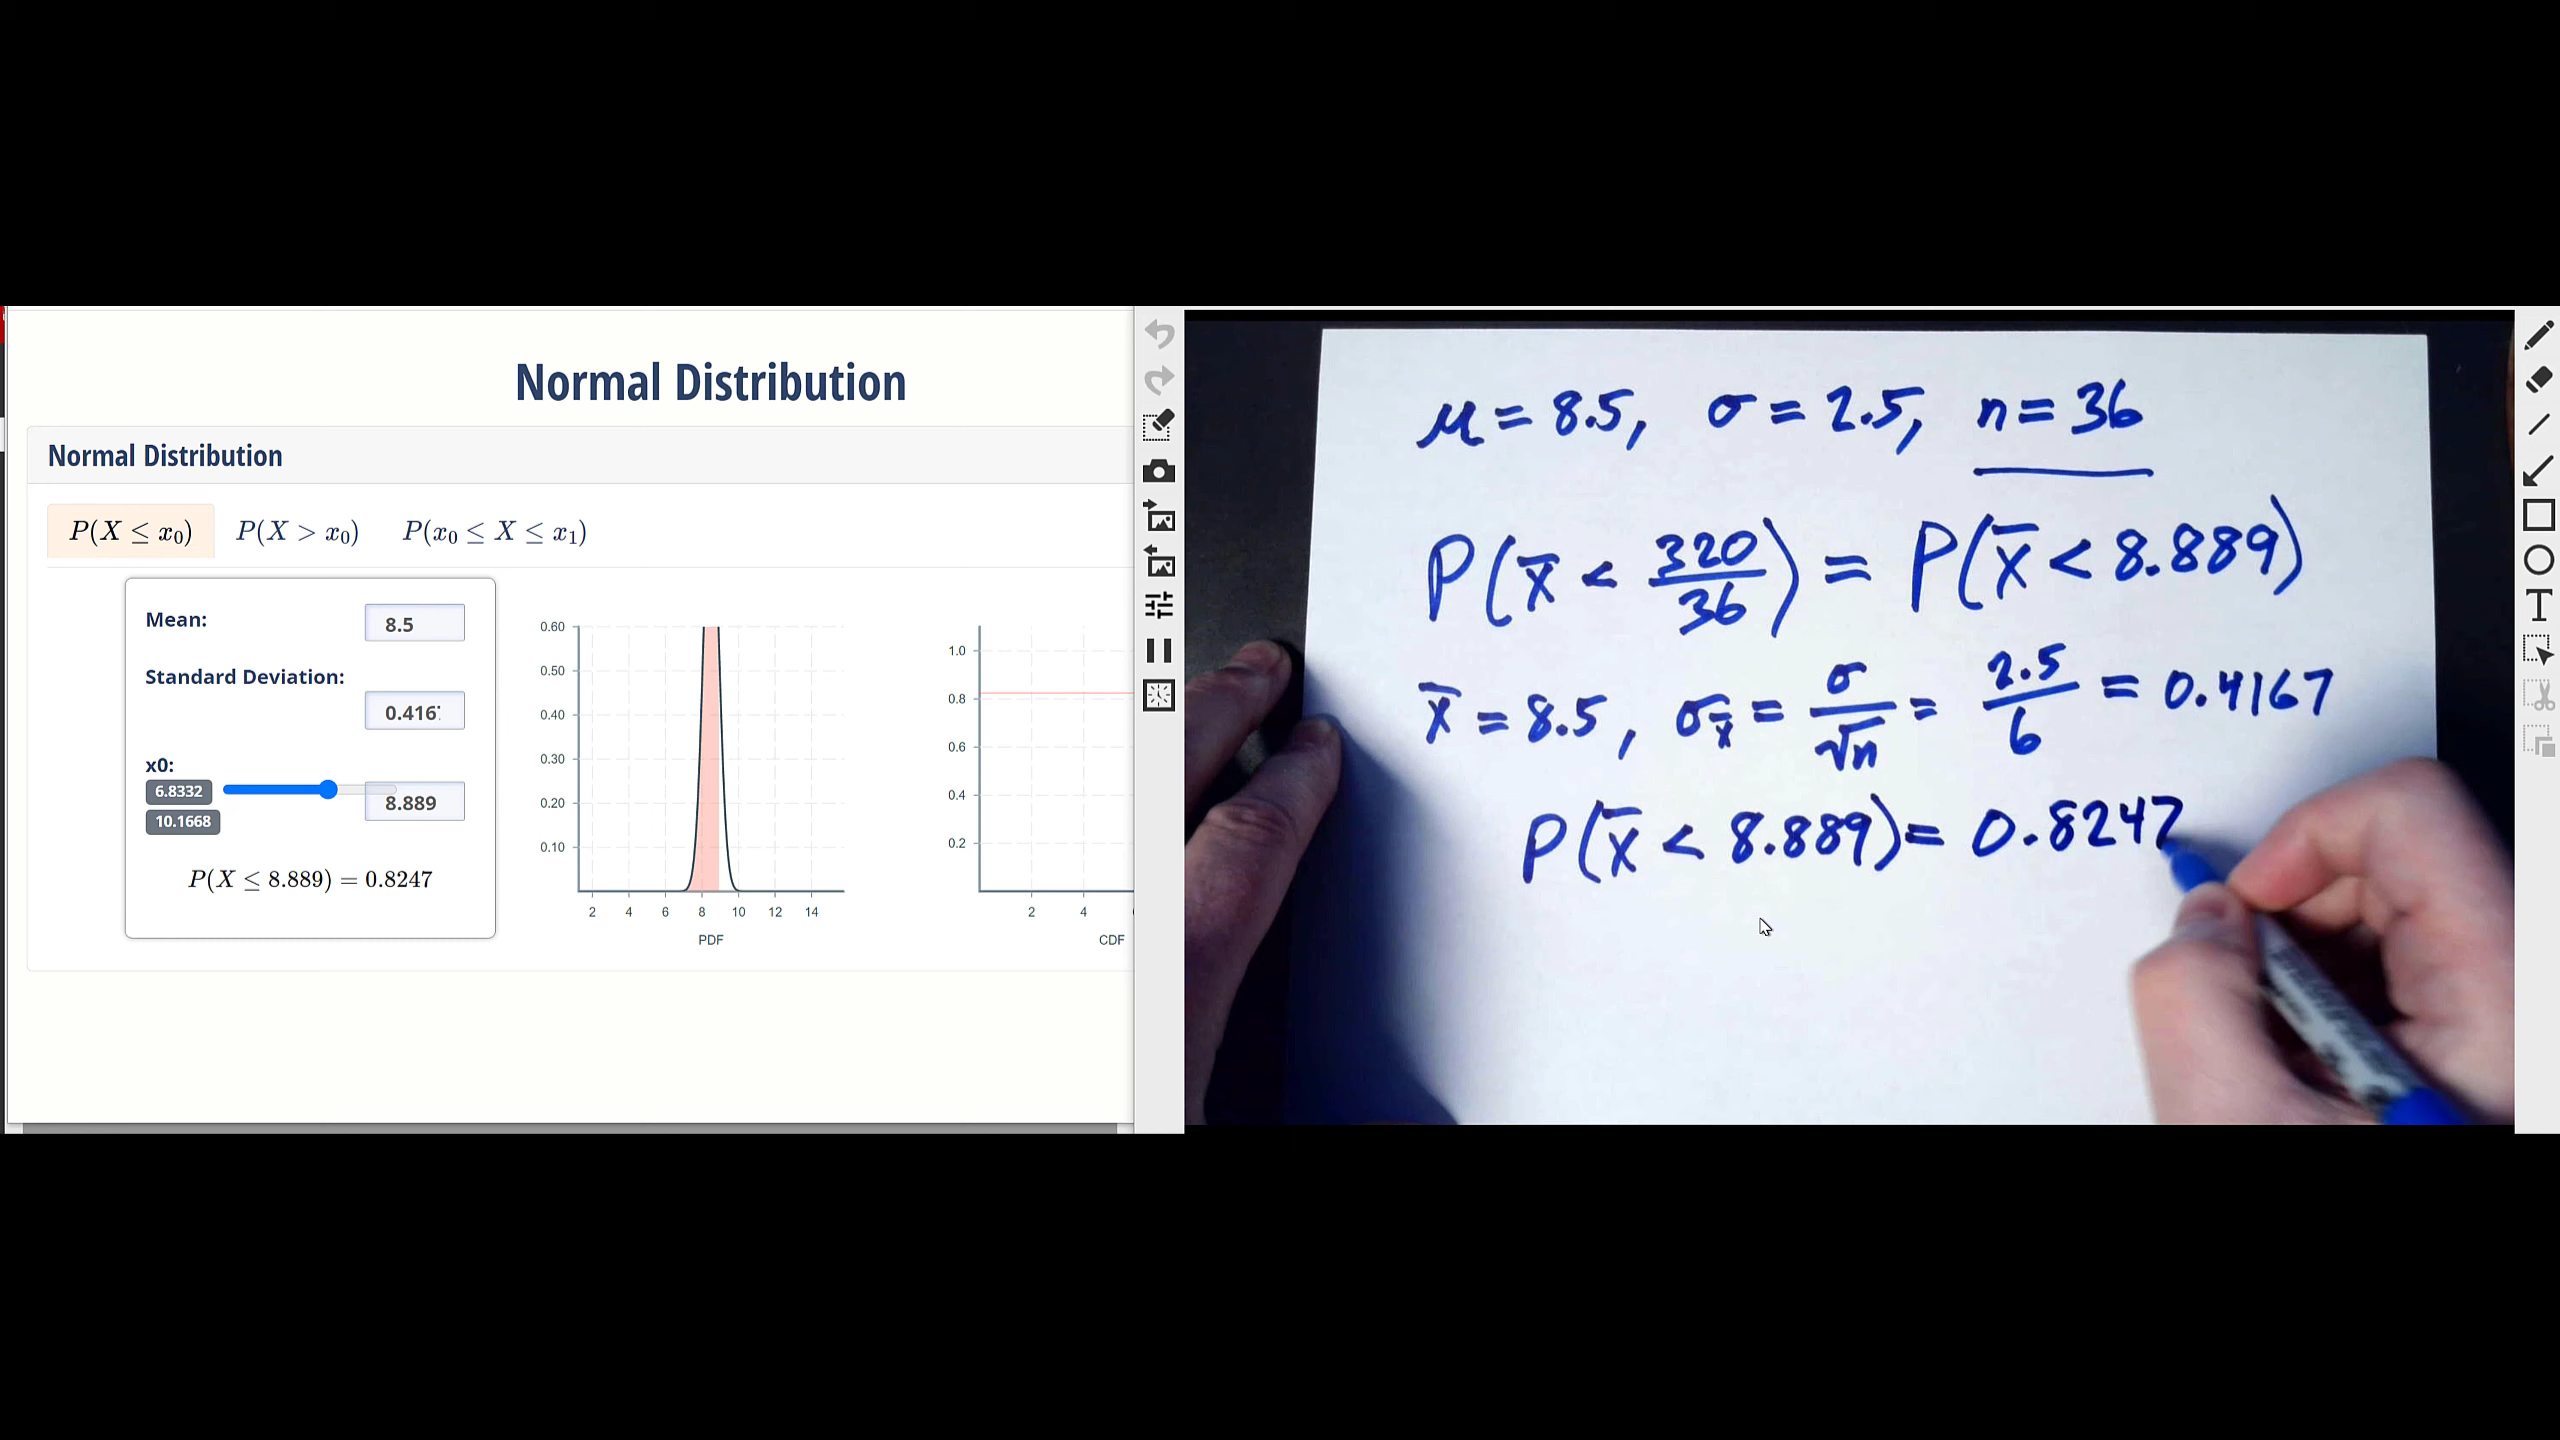 Normal Distribution
Normal Distribution
P(X ≤ x₀) P(X > x₀) P(x₀ ≤ X ≤ x₁)
Mean: 8.5
Standard Deviation:
0.416
x0:
6.8332
8.889
10.1668
P(X ≤ 8.889) = 0.8247
0.60
0.50
0.40
0.30
0.20
0.10
2 4 6 8 10 12 14
PDF
1.0
0.8
0.6
0.4
0.2
2 4
CDF
μ = 8.5, σ = 2.5, n = 36
P(x̄ < 320/36) = P(x̄ < 8.889)
x̄ = 8.5, σx̄ = σ/√n = 2.5/6 = 0.4167
P(x̄ < 8.889) = 0.8247
T